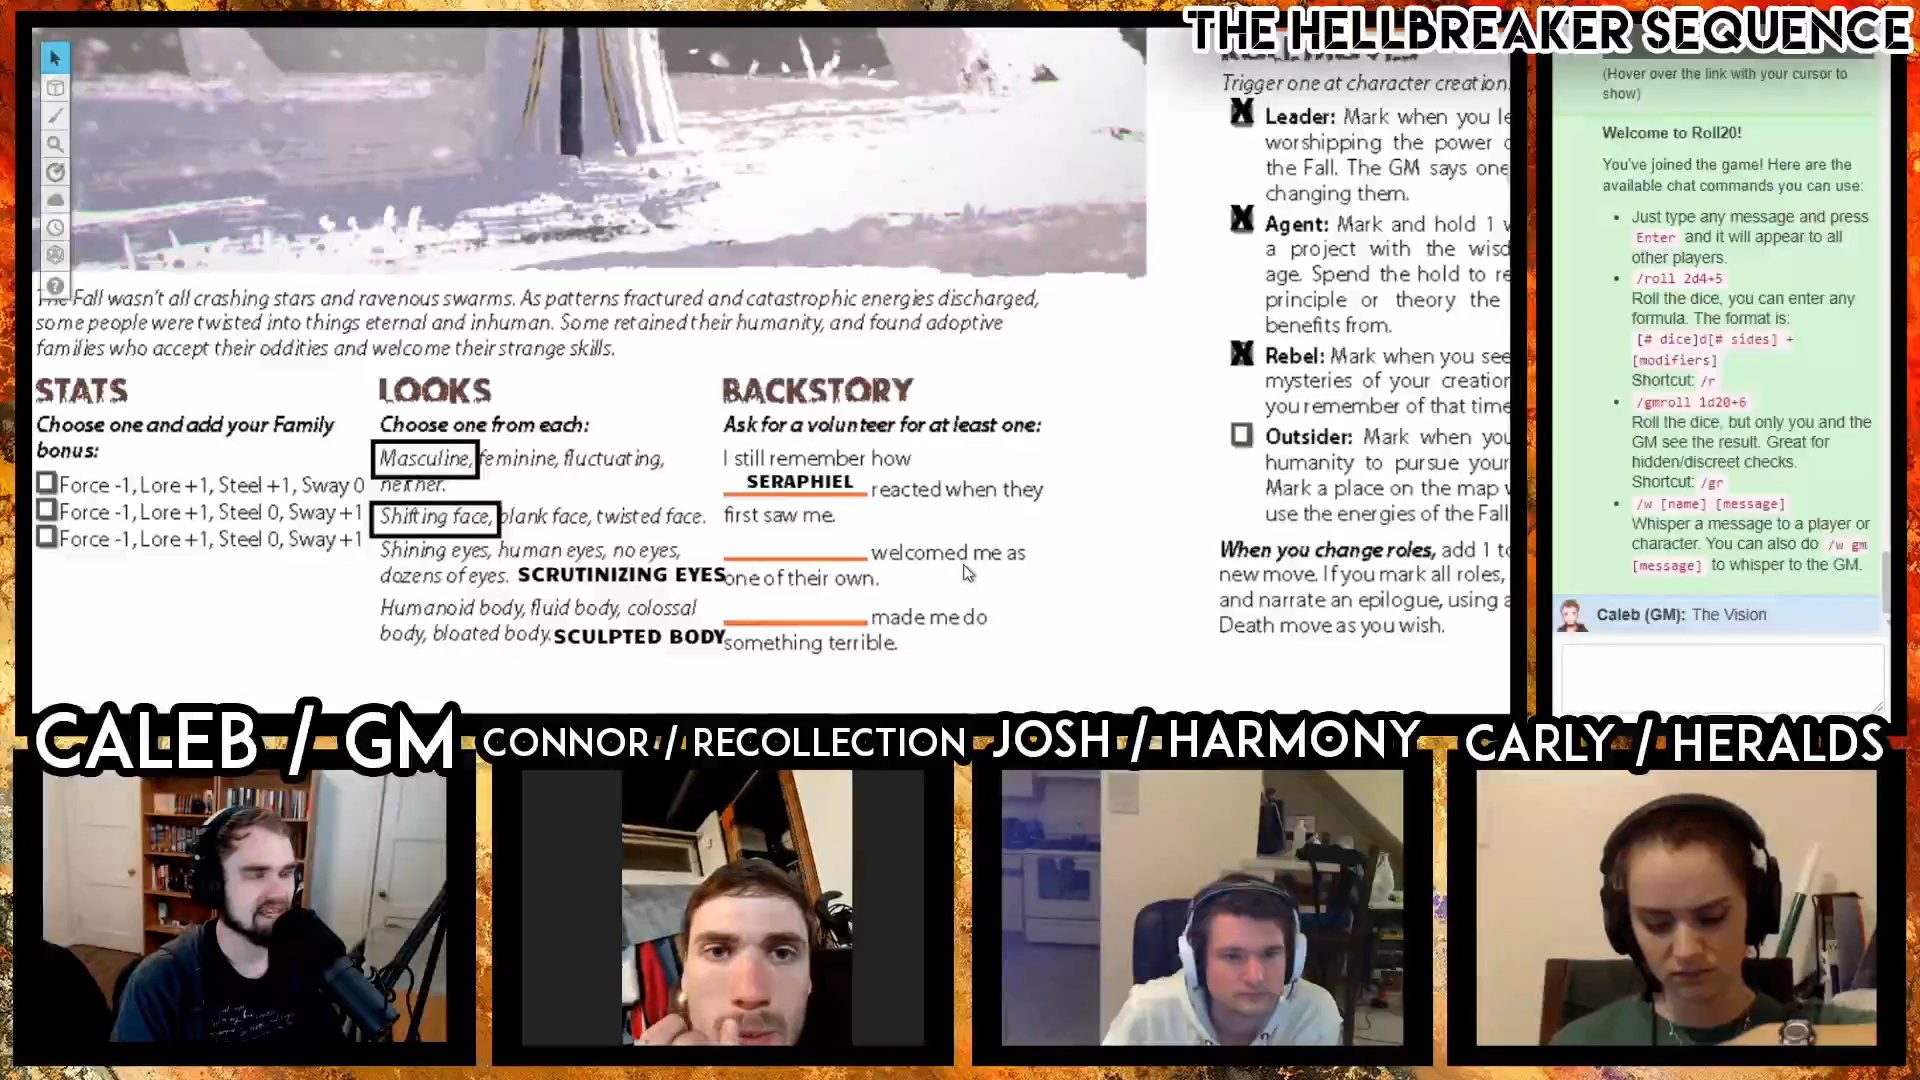 THE HELLBREAKER SEQUENCE
The Fall wasn't all crashing stars and ravenous swarms. As patterns fractured and catastrophic energies discharged,
some people were twisted into things eternal and inhuman. Some retained their humanity, and found adoptive
families who accept their oddities and welcome their strange skills.
STATS
Choose one and add your Family
bonus:
Force -1, Lore +1, Steel +1, Sway 0
Force -1, Lore +1, Steel 0, Sway +1
Force -1, Lore +1, Steel 0, Sway +1
LOOKS
Choose one from each:
Masculine, feminine, fluctuating,
neither.
Shifting face, blank face, twisted face.
Shining eyes, human eyes, no eyes,
dozens of eyes. SCRUTINIZING EYES
Humanoid body, fluid body, colossal
body, bloated body. SCULPTED BODY
BACKSTORY
Ask for a volunteer for at least one:
I still remember how
SERAPHIEL reacted when they
first saw me.
welcomed me as
one of their own.
made me do
something terrible.
Trigger one at character creation.
X Leader: Mark when you le
worshipping the power o
the Fall. The GM says one
changing them.
X Agent: Mark and hold 1 w
a project with the wisd
age. Spend the hold to re
principle or theory the
benefits from.
X Rebel: Mark when you see
mysteries of your creation
you remember of that time
Outsider: Mark when you
humanity to pursue your
Mark a place on the map w
use the energies of the Fall
When you change roles, add 1 to
new move. If you mark all roles,
and narrate an epilogue, using a
Death move as you wish.
(Hover over the link with your cursor to
show)
Welcome to Roll20!
You've joined the game! Here are the
available chat commands you can use:
• Just type any message and press
Enter and it will appear to all
other players.
• /roll 2d4+5
Roll the dice, you can enter any
formula. The format is:
[# dice]d[# sides] +
[modifiers]
Shortcut: /r
• /gmroll 1d20+6
Roll the dice, but only you and the
GM see the result. Great for
hidden/discreet checks.
Shortcut: /gr
• /w [name] [message]
Whisper a message to a player or
character. You can also do /w gm
[message] to whisper to the GM.
Caleb (GM): The Vision
CALEB / GM
CONNOR / RECOLLECTION
JOSH / HARMONY
CARLY / HERALDS